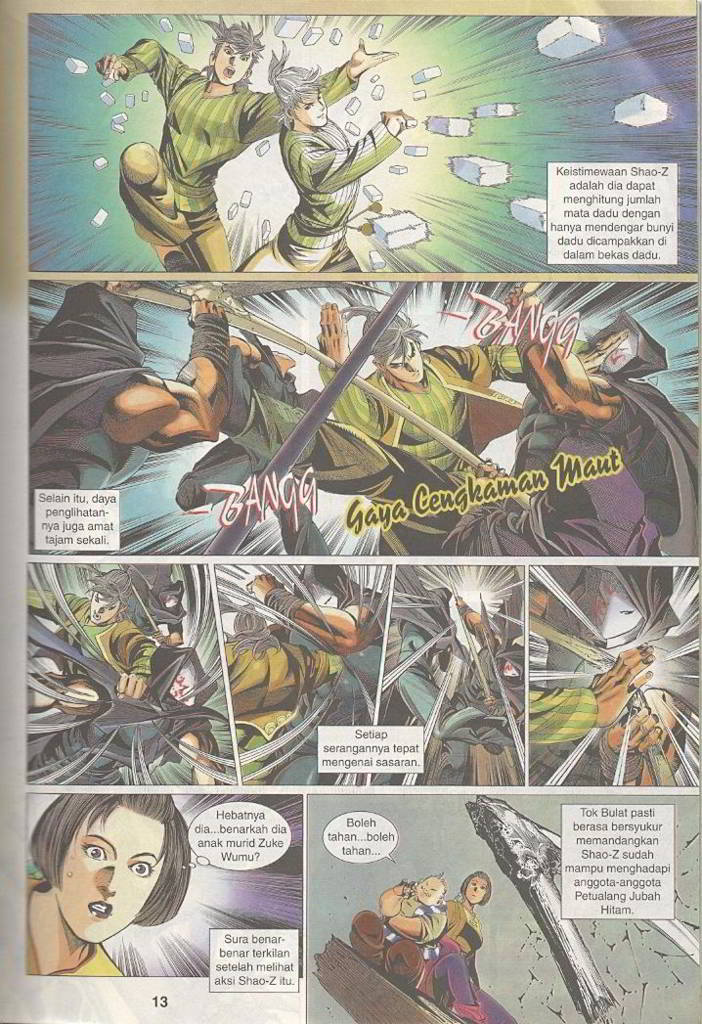 Keistimewaan Shao-Z
adalah dia dapat
menghitung jumlah
mata dadu dengan
hanya mendengar bunyi
dadu dicampakkan di
dalam bekas dadu.
BANGG
BANGG
Gaya Cengkaman Maut
Selain itu, daya
penglihatan-
nya juga amat
tajam sekali.
Setiap
serangannya tepat
mengenai sasaran.
Hebatnya
dia...benarkah dia
anak murid Zuke
Wumu?
Sura benar-
benar terkilan
setelah melihat
aksi Shao-Z itu.
Boleh
tahan...boleh
tahan...
Tok Bulat pasti
berasa bersyukur
memandangkan
Shao-Z sudah
mampu menghadapi
anggota-anggota
Petualang Jubah
Hitam.
13